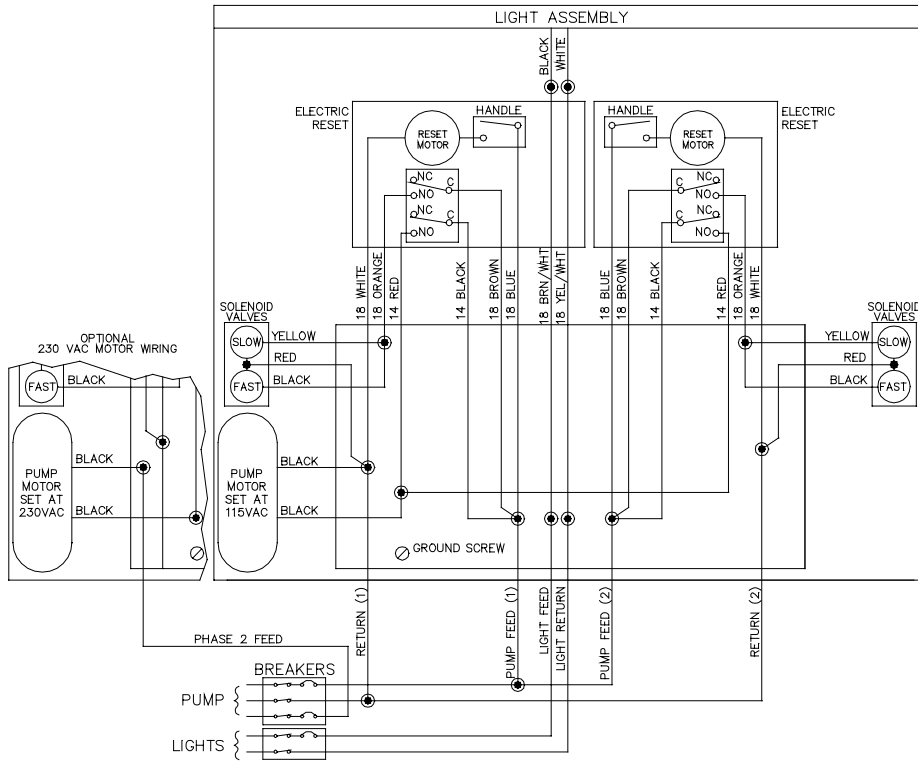 LIGHT ASSEMBLY
BLACK
WHITE
ELECTRIC
RESET
HANDLE
RESET
MOTOR
HANDLE
RESET
MOTOR
ELECTRIC
RESET
NC
C
NO
NC
C
NO
NC
C
NO
NC
C
NO
18 WHITE
18 ORANGE
14 RED
14 BLACK
18 BROWN
18 BLUE
18 BRN/WHT
18 YEL/WHT
18 BLUE
18 BROWN
14 BLACK
14 RED
18 ORANGE
18 WHITE
OPTIONAL
230 VAC MOTOR WIRING
FAST
BLACK
PUMP
MOTOR
SET AT
230VAC
BLACK
BLACK
SOLENOID
VALVES
SLOW
YELLOW
RED
FAST
BLACK
PUMP
MOTOR
SET AT
115VAC
BLACK
BLACK
GROUND SCREW
SOLENOID
VALVES
YELLOW
SLOW
RED
BLACK
FAST
RETURN (1)
PUMP FEED (1)
LIGHT FEED
LIGHT RETURN
PUMP FEED (2)
RETURN (2)
PHASE 2 FEED
BREAKERS
PUMP
LIGHTS